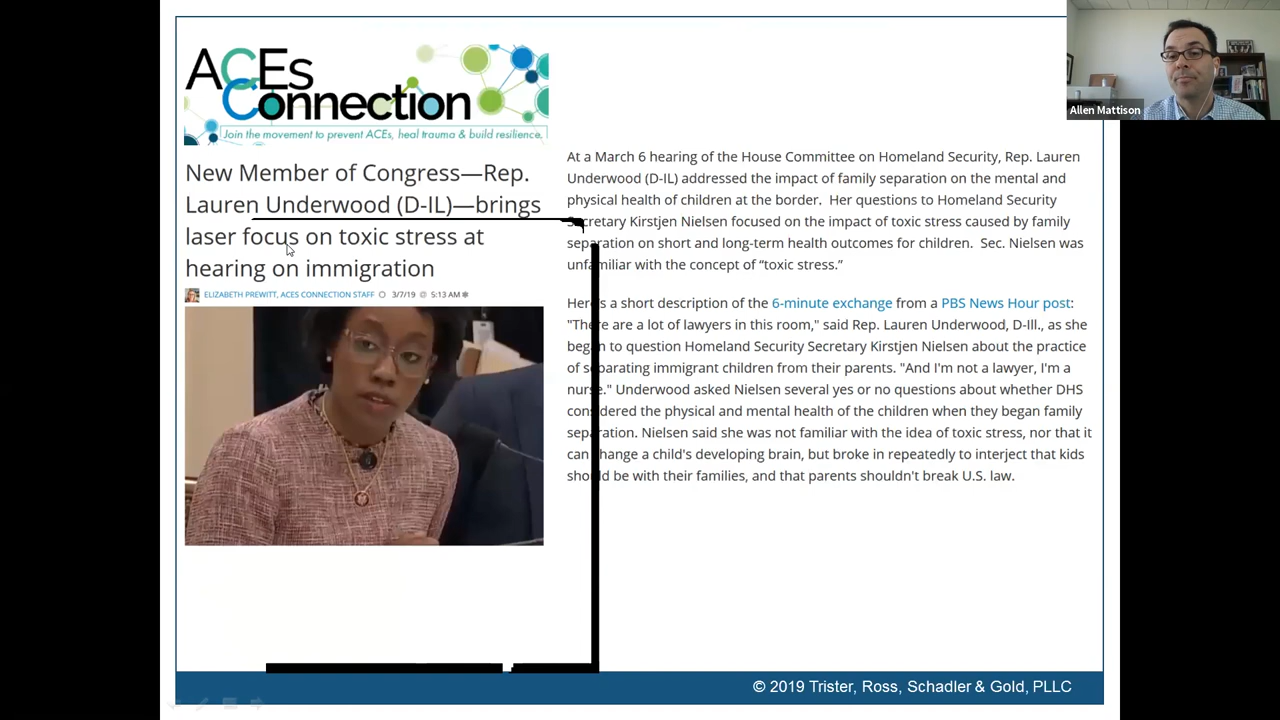 ACEs
Connection
Join the movement to prevent ACEs, heal trauma & build resilience.
New Member of Congress—Rep.
Lauren Underwood (D-IL)—brings
laser focus on toxic stress at
hearing on immigration
ELIZABETH PREWITT, ACES CONNECTION STAFF 3/7/19 @ 5:13 AM
At a March 6 hearing of the House Committee on Homeland Security, Rep. Lauren
Underwood (D-IL) addressed the impact of family separation on the mental and
physical health of children at the border. Her questions to Homeland Security
Secretary Kirstjen Nielsen focused on the impact of toxic stress caused by family
separation on short and long-term health outcomes for children. Sec. Nielsen was
unfamiliar with the concept of “toxic stress.”
Here's a short description of the 6-minute exchange from a PBS News Hour post:
"There are a lot of lawyers in this room," said Rep. Lauren Underwood, D-Ill., as she
began to question Homeland Security Secretary Kirstjen Nielsen about the practice
of separating immigrant children from their parents. "And I'm not a lawyer, I'm a
nurse." Underwood asked Nielsen several yes or no questions about whether DHS
considered the physical and mental health of the children when they began family
separation. Nielsen said she was not familiar with the idea of toxic stress, nor that it
can change a child's developing brain, but broke in repeatedly to interject that kids
should be with their families, and that parents shouldn't break U.S. law.
© 2019 Trister, Ross, Schadler & Gold, PLLC
Allen Mattison